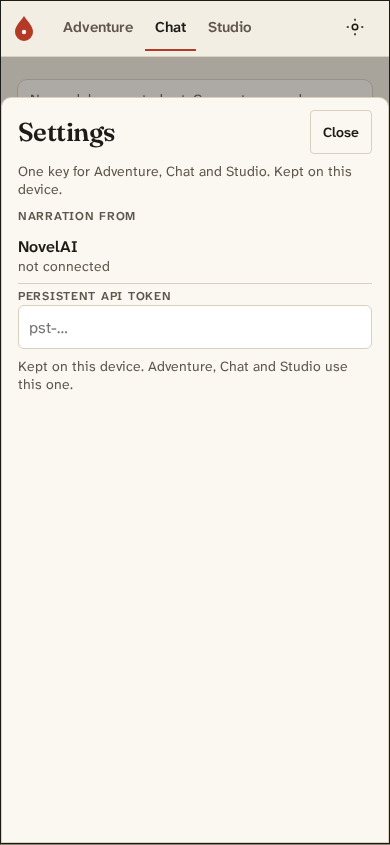 Adventure Chat Studio
Settings
Close
One key for Adventure, Chat and Studio. Kept on this
device.
NARRATION FROM
NovelAI
not connected
PERSISTENT API TOKEN
pst-...
Kept on this device. Adventure, Chat and Studio use
this one.